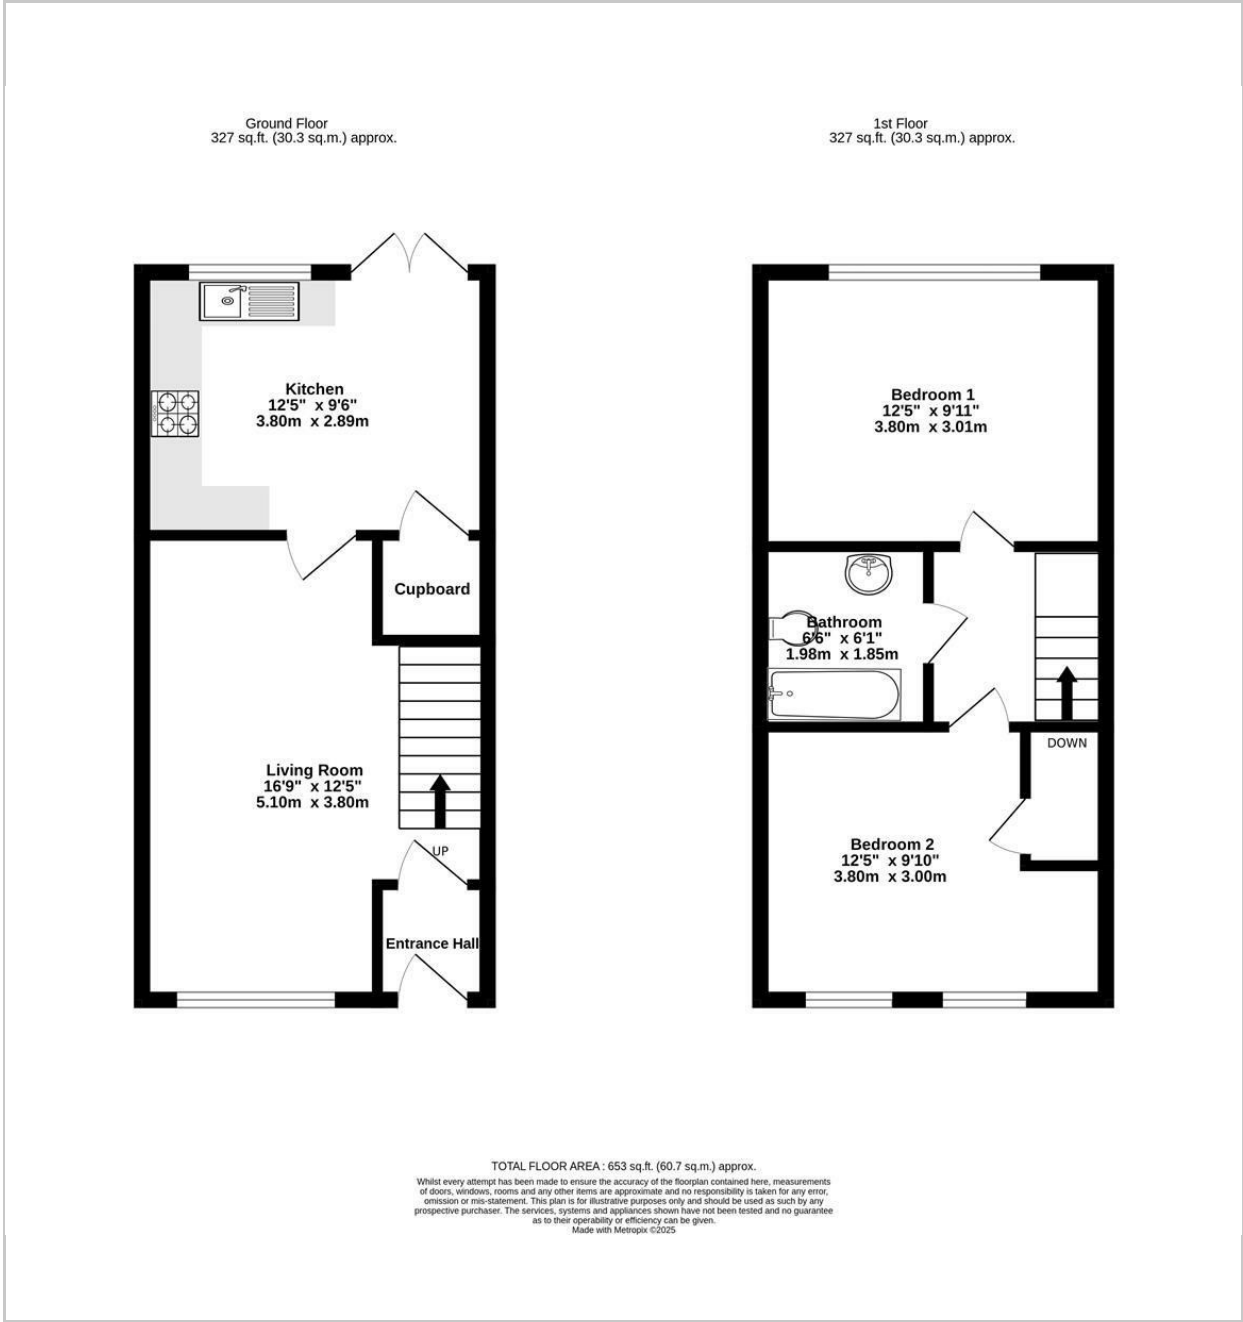 Ground Floor
327 sq.ft. (30.3 sq.m.) approx.
1st Floor
327 sq.ft. (30.3 sq.m.) approx.
Kitchen
12'5" x 9'6"
3.80m x 2.89m
Cupboard
Living Room
16'9" x 12'5"
5.10m x 3.80m
UP
Entrance Hall
Bedroom 1
12'5" x 9'11"
3.80m x 3.01m
Bathroom
6'6" x 6'1"
1.98m x 1.85m
DOWN
Bedroom 2
12'5" x 9'10"
3.80m x 3.00m
TOTAL FLOOR AREA : 653 sq.ft. (60.7 sq.m.) approx.
Whilst every attempt has been made to ensure the accuracy of the floorplan contained here, measurements
of doors, windows, rooms and any other items are approximate and no responsibility is taken for any error,
omission or mis-statement. This plan is for illustrative purposes only and should be used as such by any
prospective purchaser. The services, systems and appliances shown have not been tested and no guarantee
as to their operability or efficiency can be given.
Made with Metropix ©2025